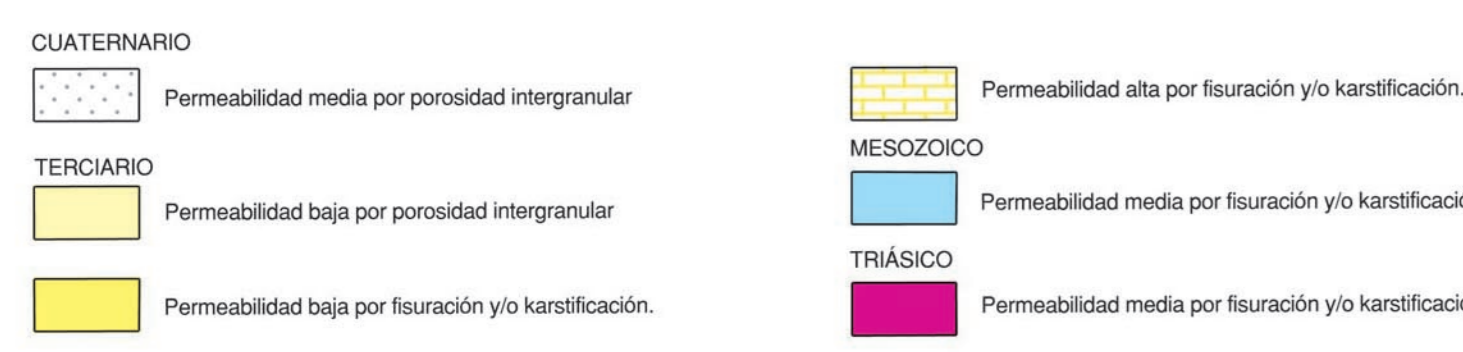 CUATERNARIO
Permeabilidad media por porosidad intergranular
TERCIARIO
Permeabilidad baja por porosidad intergranular
Permeabilidad baja por fisuración y/o karstificación.
Permeabilidad alta por fisuración y/o karstificación.
MESOZOICO
Permeabilidad media por fisuración y/o
TRIÁSICO
Permeabilidad media por fisuración y/o